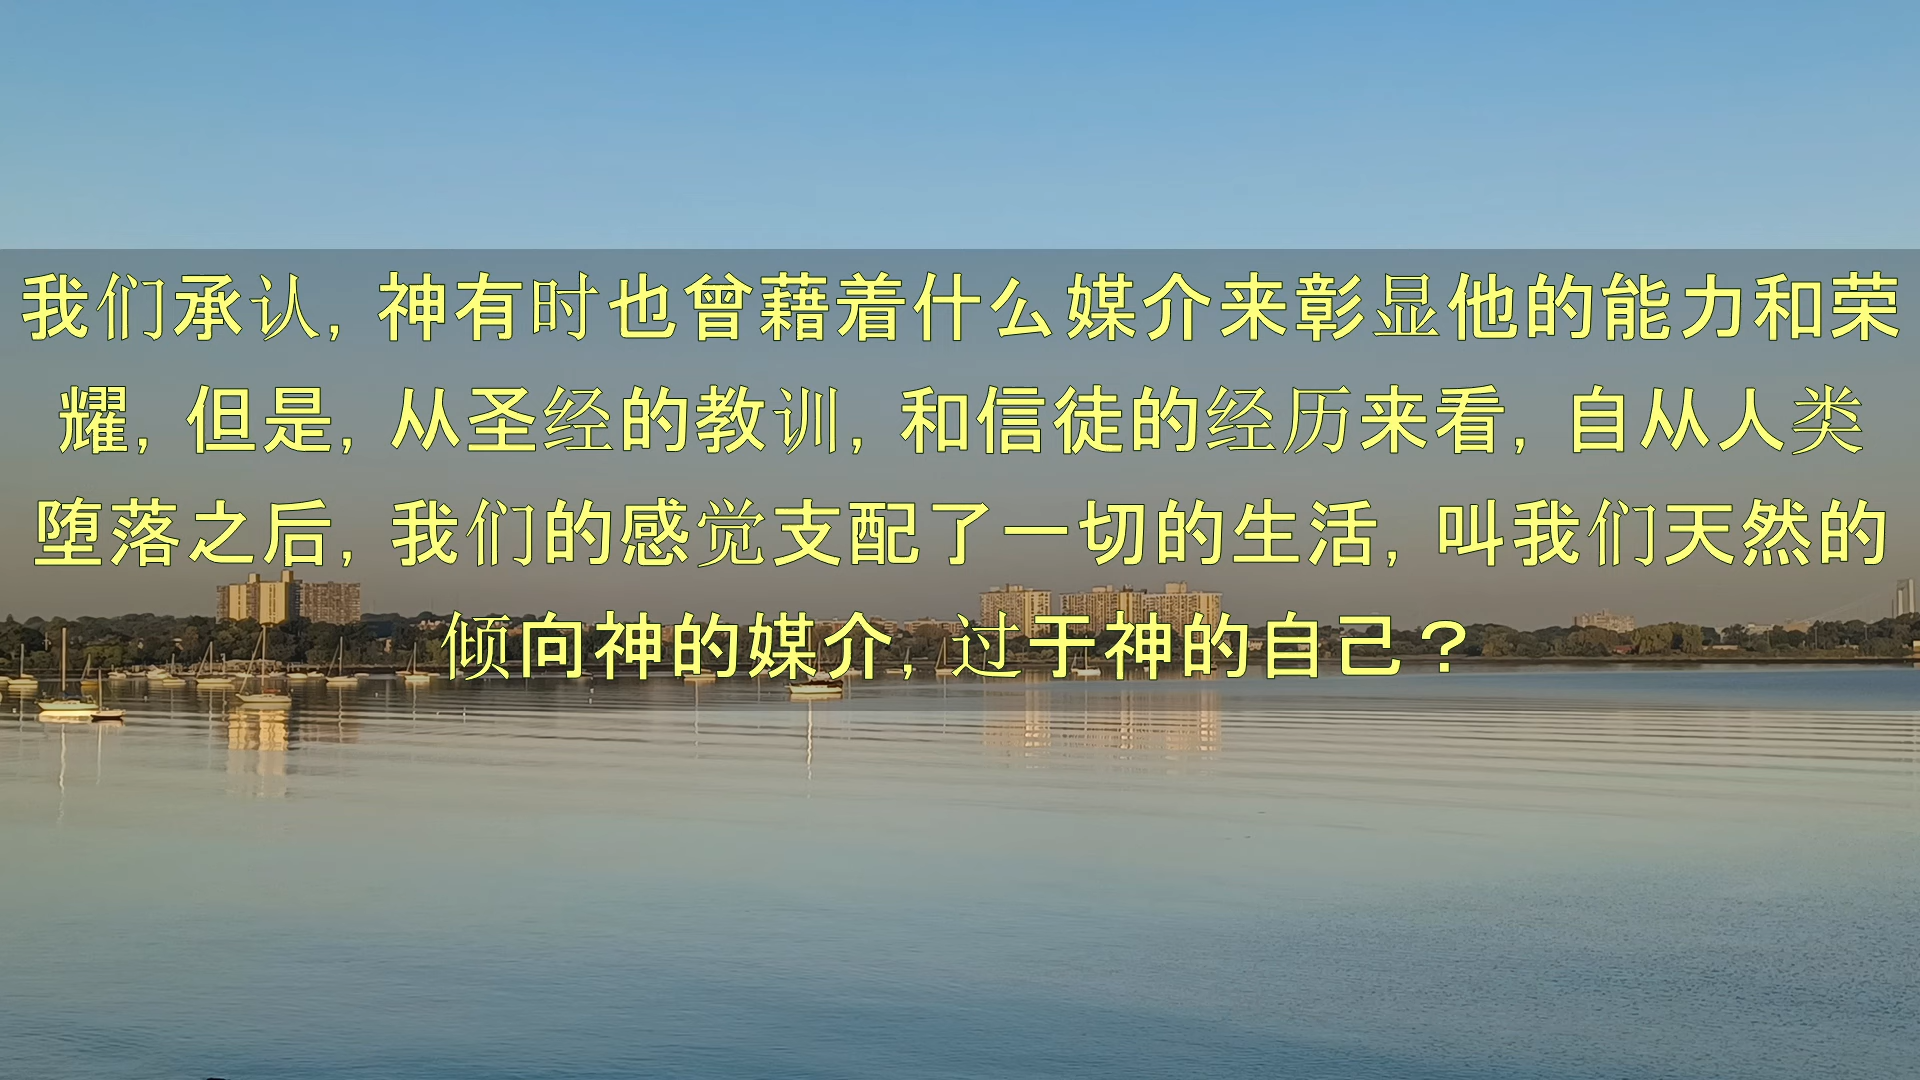 我们承认, 神有时也曾藉着什么媒介来彰显他的能力和荣
耀, 但是, 从圣经的教训, 和信徒的经历来看, 自从人类
堕落之后, 我们的感觉支配了一切的生活, 叫我们天然的
倾向神的媒介, 过于神的自己？